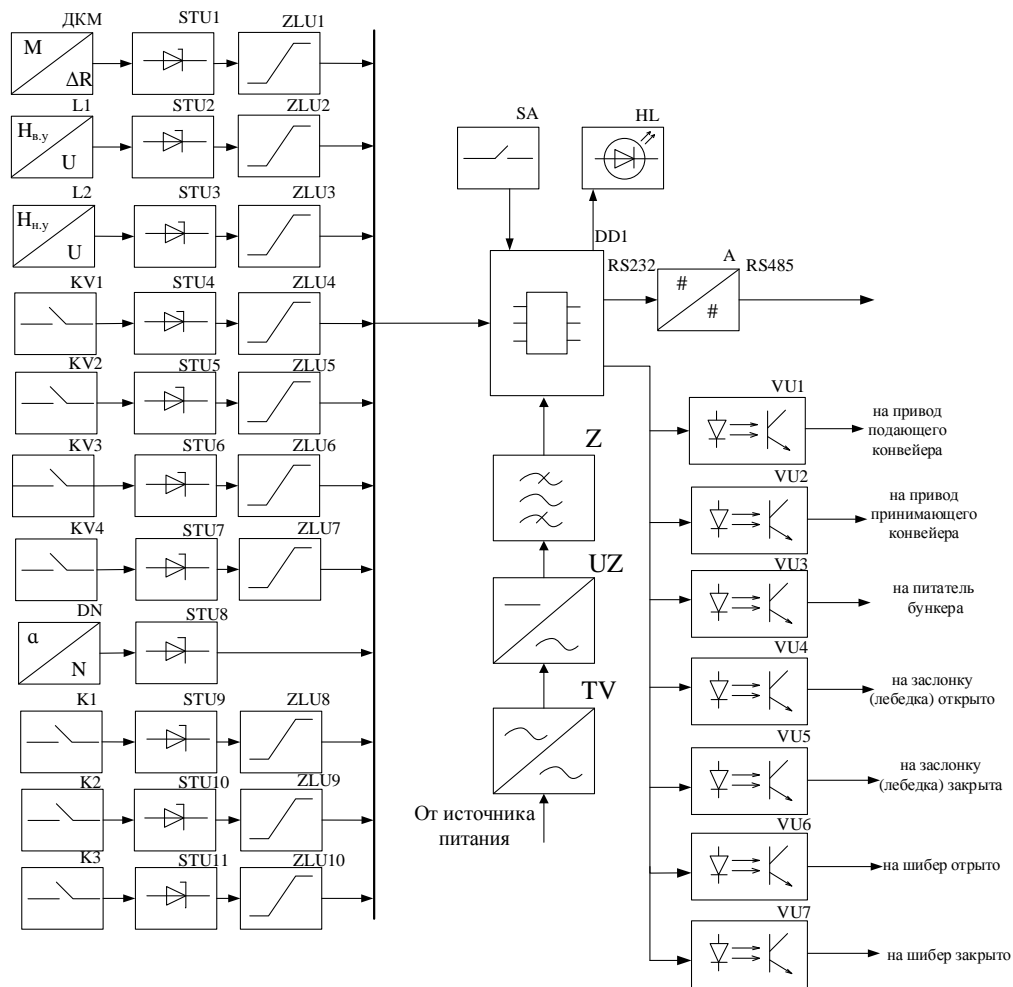 ДКМ
STU1
ZLU1
М
ΔR
L1
STU2
ZLU2
Нв.у
U
L2
STU3
ZLU3
Нн.у
U
KV1
STU4
ZLU4
KV2
STU5
ZLU5
KV3
STU6
ZLU6
KV4
STU7
ZLU7
DN
STU8
α
N
K1
STU9
ZLU8
K2
STU10
ZLU9
K3
STU11
ZLU10
SA
HL
DD1
RS232
A
RS485
#
#
Z
UZ
TV
От источника
питания
VU1
на привод
подающего
конвейера
VU2
на привод
принимающего
конвейера
VU3
на питатель
бункера
VU4
на заслонку
(лебедка) открыто
VU5
на заслонку
(лебедка) закрыта
VU6
на шибер отрыто
VU7
на шибер закрыто